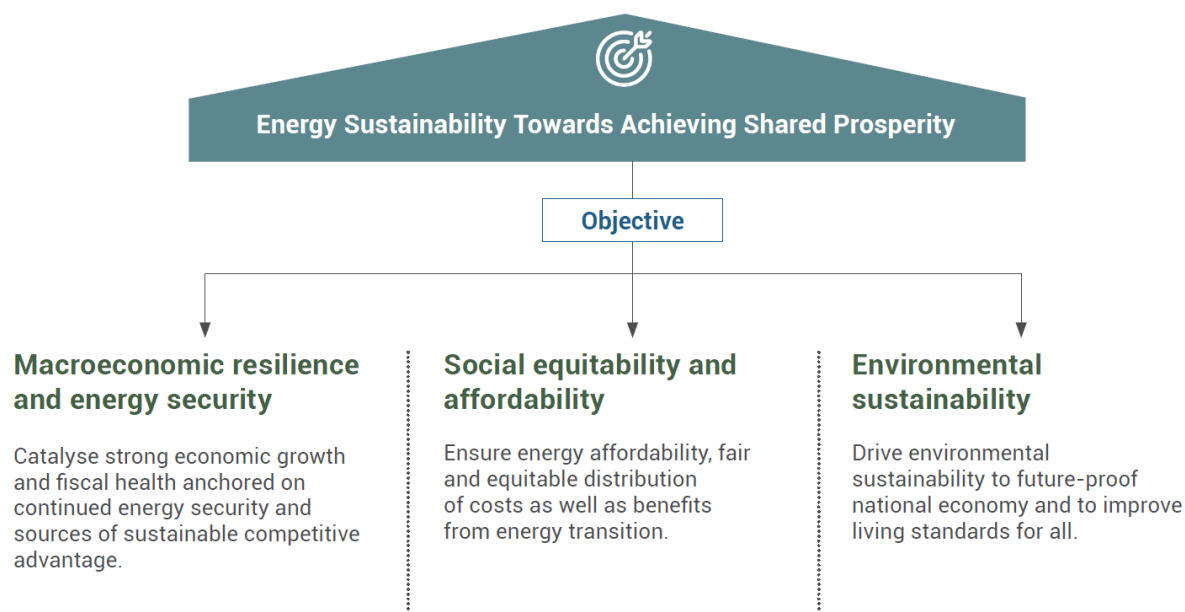 Energy Sustainability Towards Achieving Shared Prosperity
Objective
Macroeconomic resilience
and energy security
Catalyse strong economic growth
and fiscal health anchored on
continued energy security and
sources of sustainable competitive
advantage.
Social equitability and
affordability
Ensure energy affordability, fair
and equitable distribution
of costs as well as benefits
from energy transition.
Environmental
sustainability
Drive environmental
sustainability to future-proof
national economy and to improve
living standards for all.